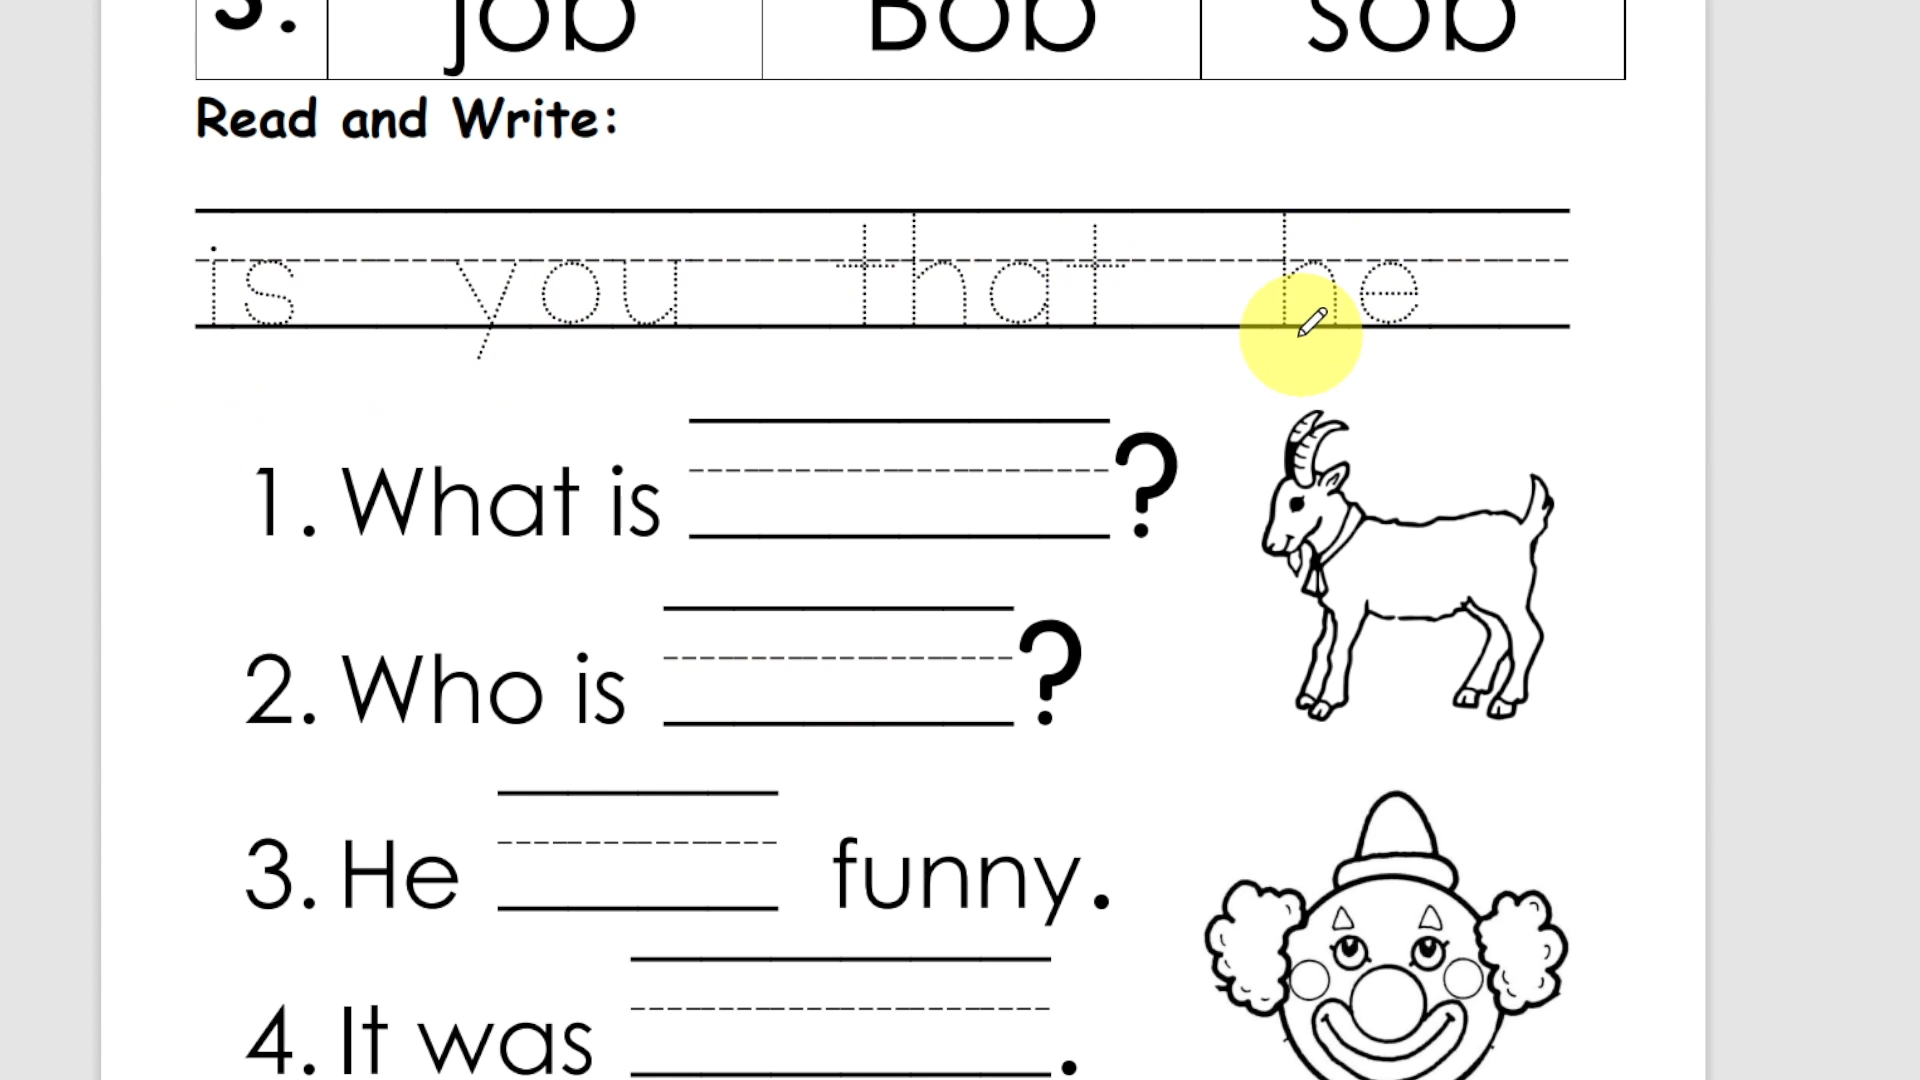 3. job Bob sob
Read and Write:
is you that he
1. What is ?
2. Who is ?
3. He funny.
4. It was .